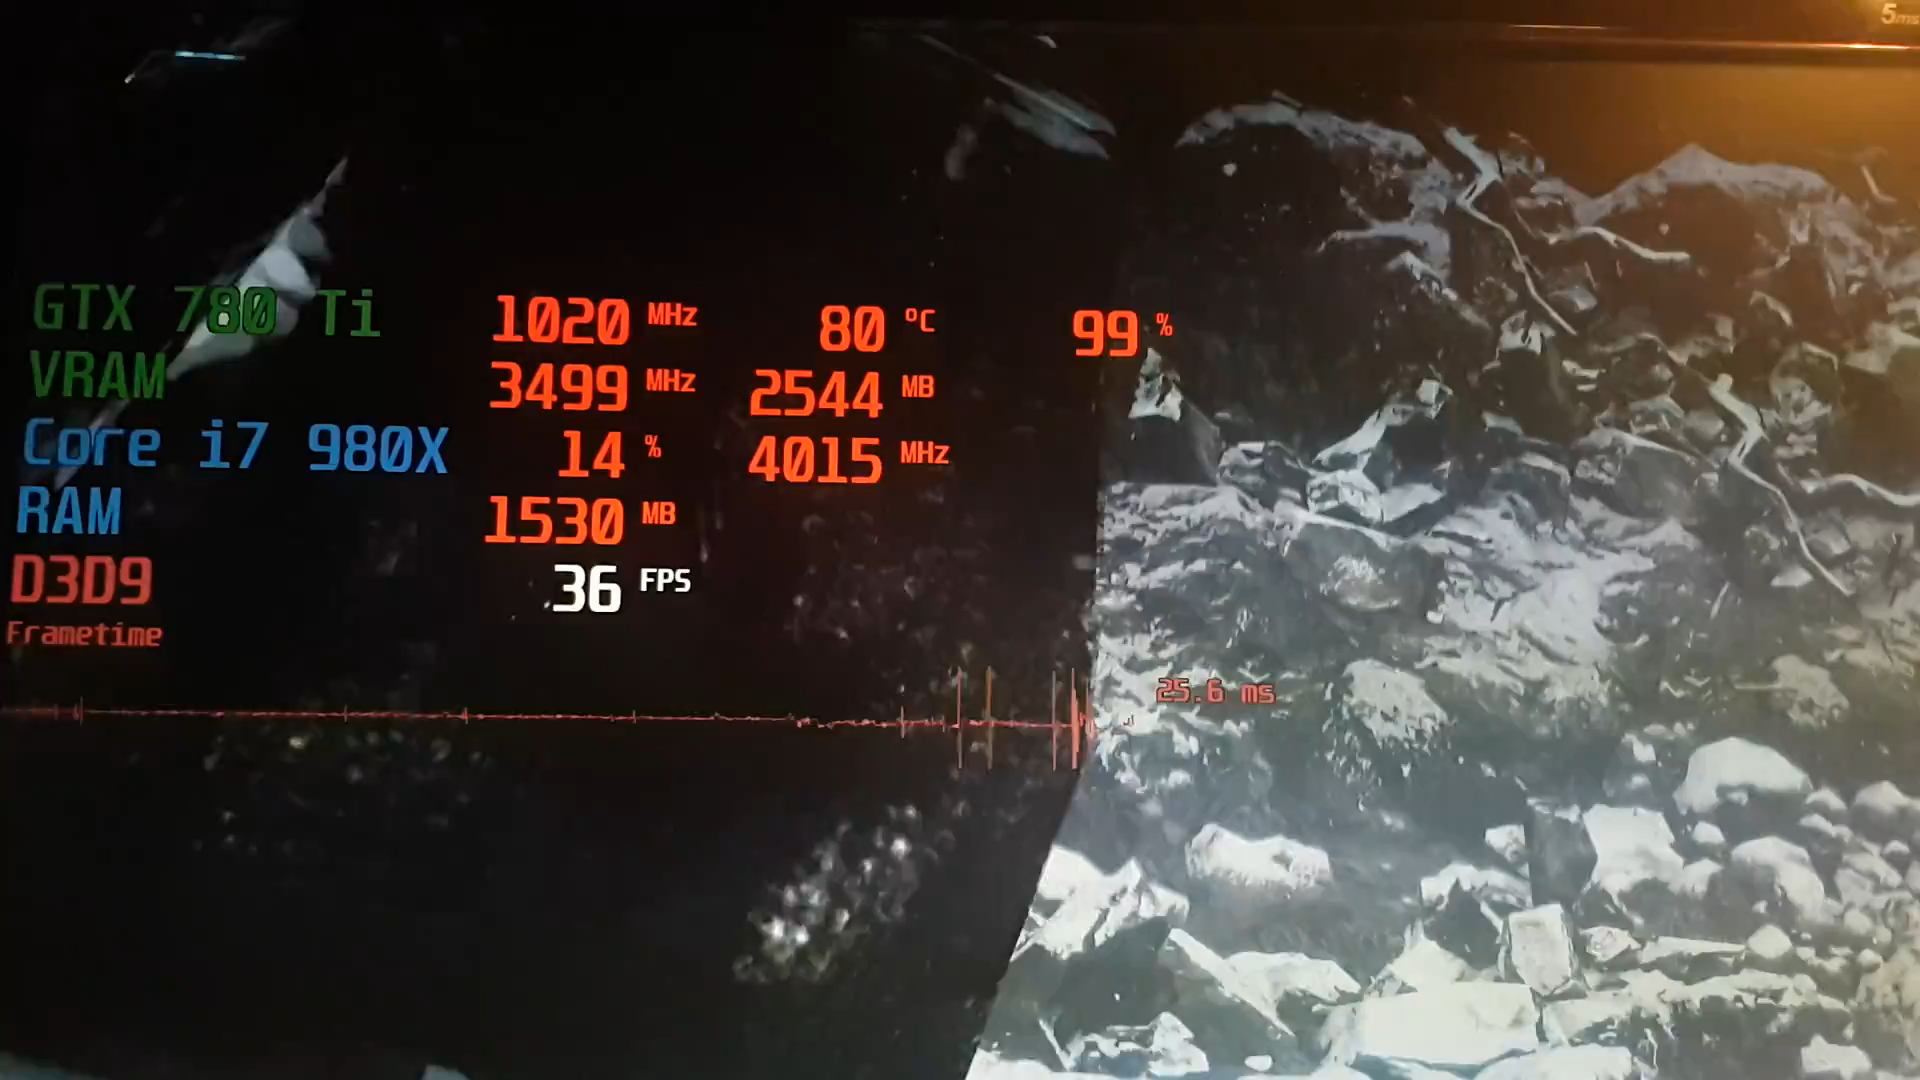 5ms
GTX 780 Ti 1020 MHz 80 °C 99 %
VRAM 3499 MHz 2544 MB
Core i7 980X 14 % 4015 MHz
RAM 1530 MB
D3D9 36 FPS
Frametime
25.6 ms